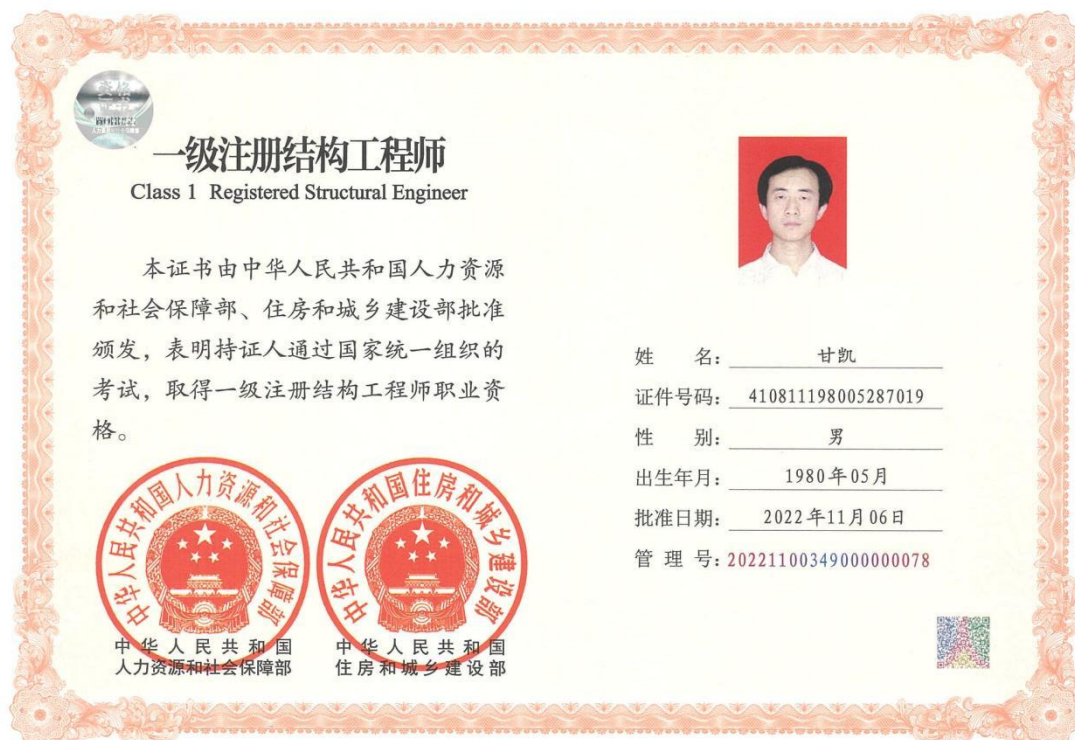 一级注册结构工程师
Class 1 Registered Structural Engineer
本证书由中华人民共和国人力资源
和社会保障部、住房和城乡建设部批准
颁发，表明持证人通过国家统一组织的
考试，取得一级注册结构工程师职业资
格。
中华人民共和国人力资源和社会保障部
中华人民共和国住房和城乡建设部
中华人民共和国
人力资源和社会保障部
中华人民共和国
住房和城乡建设部
姓 名：甘凯
证件号码：410811198005287019
性 别：男
出生年月：1980年05月
批准日期：2022年11月06日
管 理 号：20221100349000000078